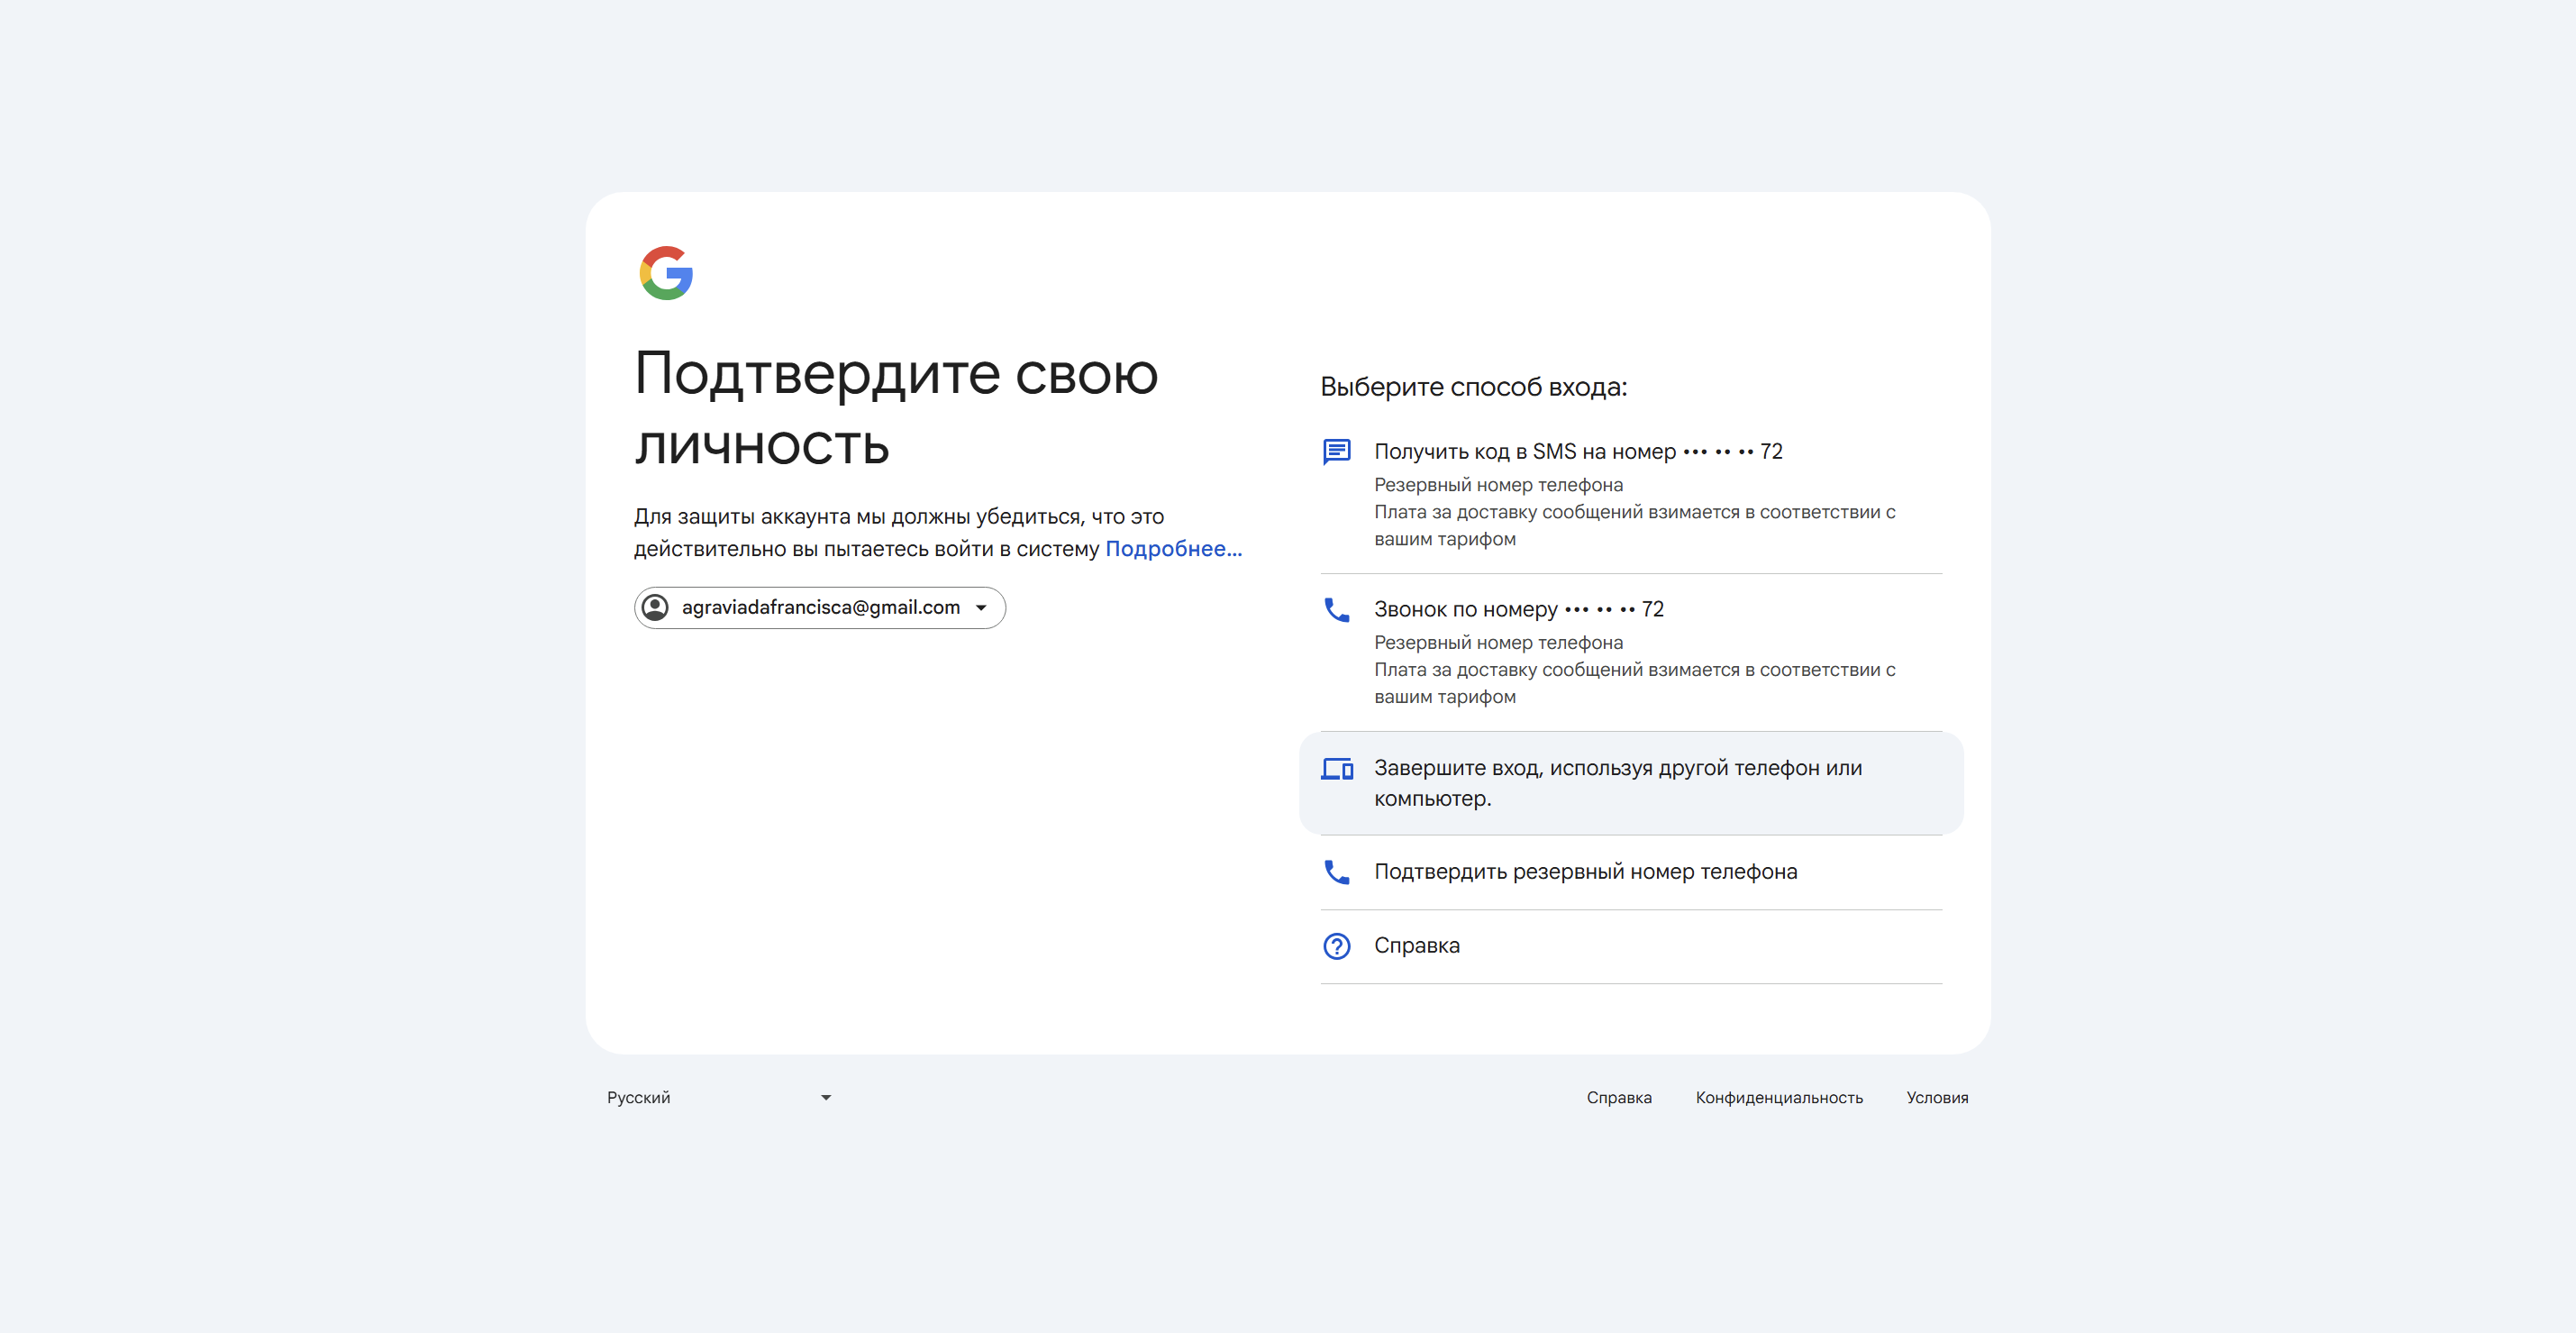 Подтвердите свою
личность
Для защиты аккаунта мы должны убедиться, что это
действительно вы пытаетесь войти в систему Подробнее...
agraviadafrancisca@gmail.com
Выберите способ входа:
Получить код в SMS на номер ••• •• •• 72
Резервный номер телефона
Плата за доставку сообщений взимается в соответствии с
вашим тарифом
Звонок по номеру ••• •• •• 72
Резервный номер телефона
Плата за доставку сообщений взимается в соответствии с
вашим тарифом
Завершите вход, используя другой телефон или
компьютер.
Подтвердить резервный номер телефона
Справка
Русский
Справка Конфиденциальность Условия